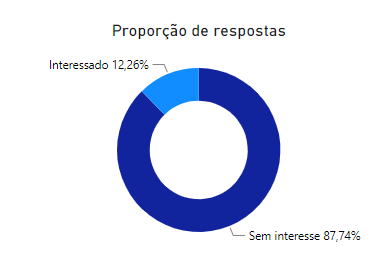 Proporção de respostas
Interessado 12,26%
Sem interesse 87,74%